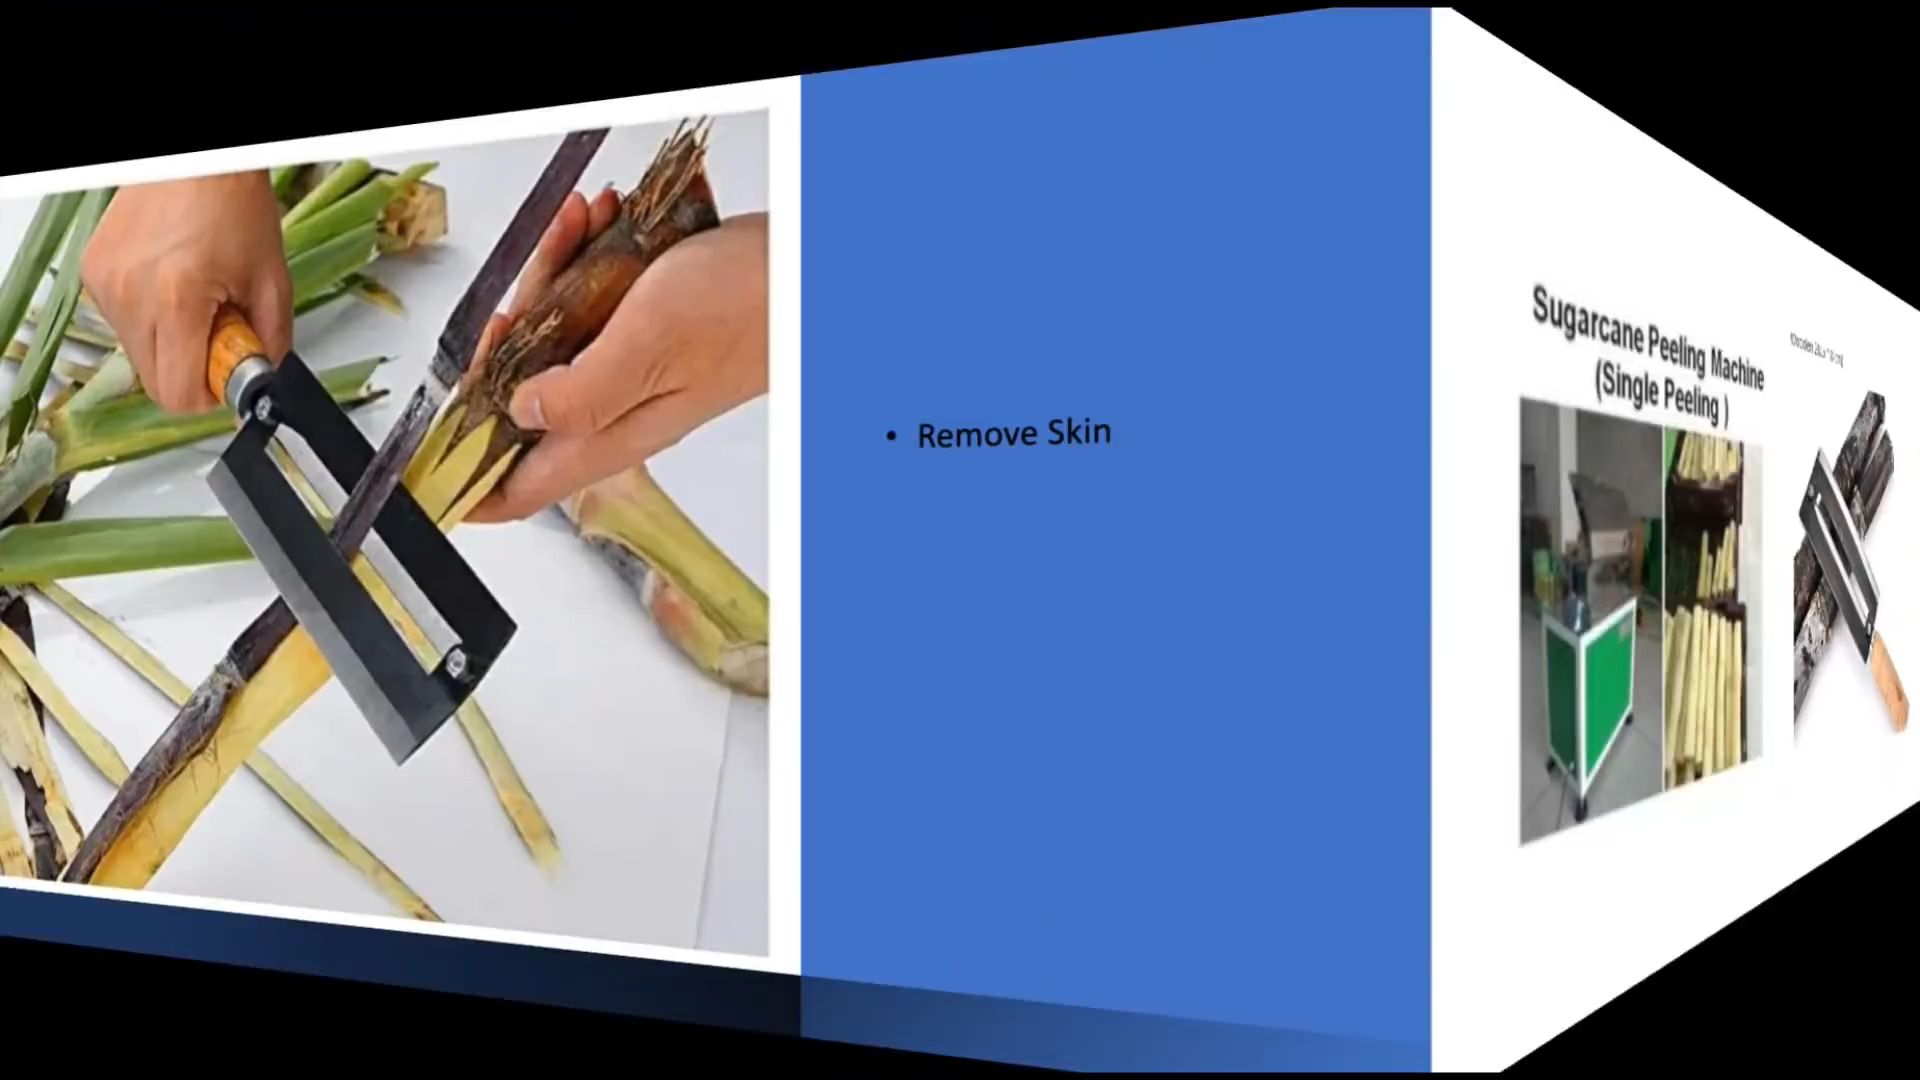 • Remove Skin
Sugarcane Peeling Machine
(Single Peeling )